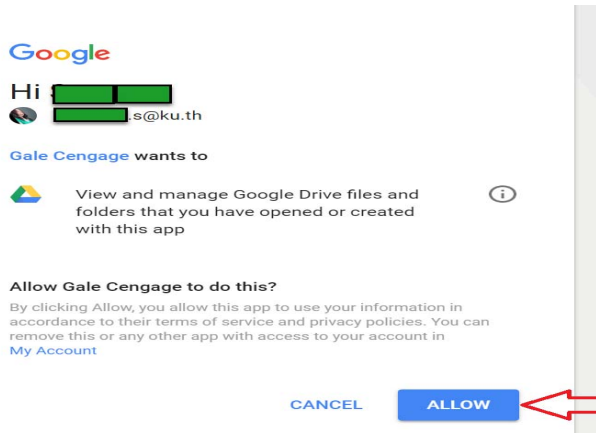 Google
Hi
.s@ku.th
Gale Cengage wants to
View and manage Google Drive files and
folders that you have opened or created
with this app
Allow Gale Cengage to do this?
By clicking Allow, you allow this app to use your information in
accordance to their terms of service and privacy policies. You can
remove this or any other app with access to your account in
My Account
CANCEL ALLOW